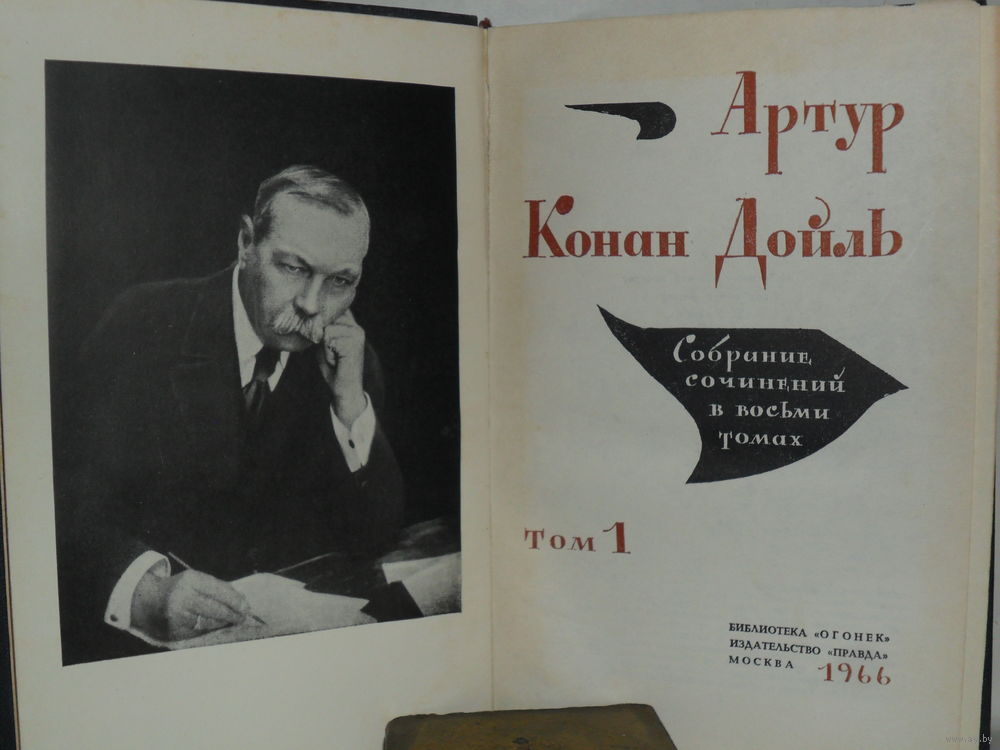 Артур
Конан Дойль
Собрание
сочинений
в восьми
томах
том 1
БИБЛИОТЕКА «ОГОНЕК»
ИЗДАТЕЛЬСТВО «ПРАВДА»
МОСКВА 1966